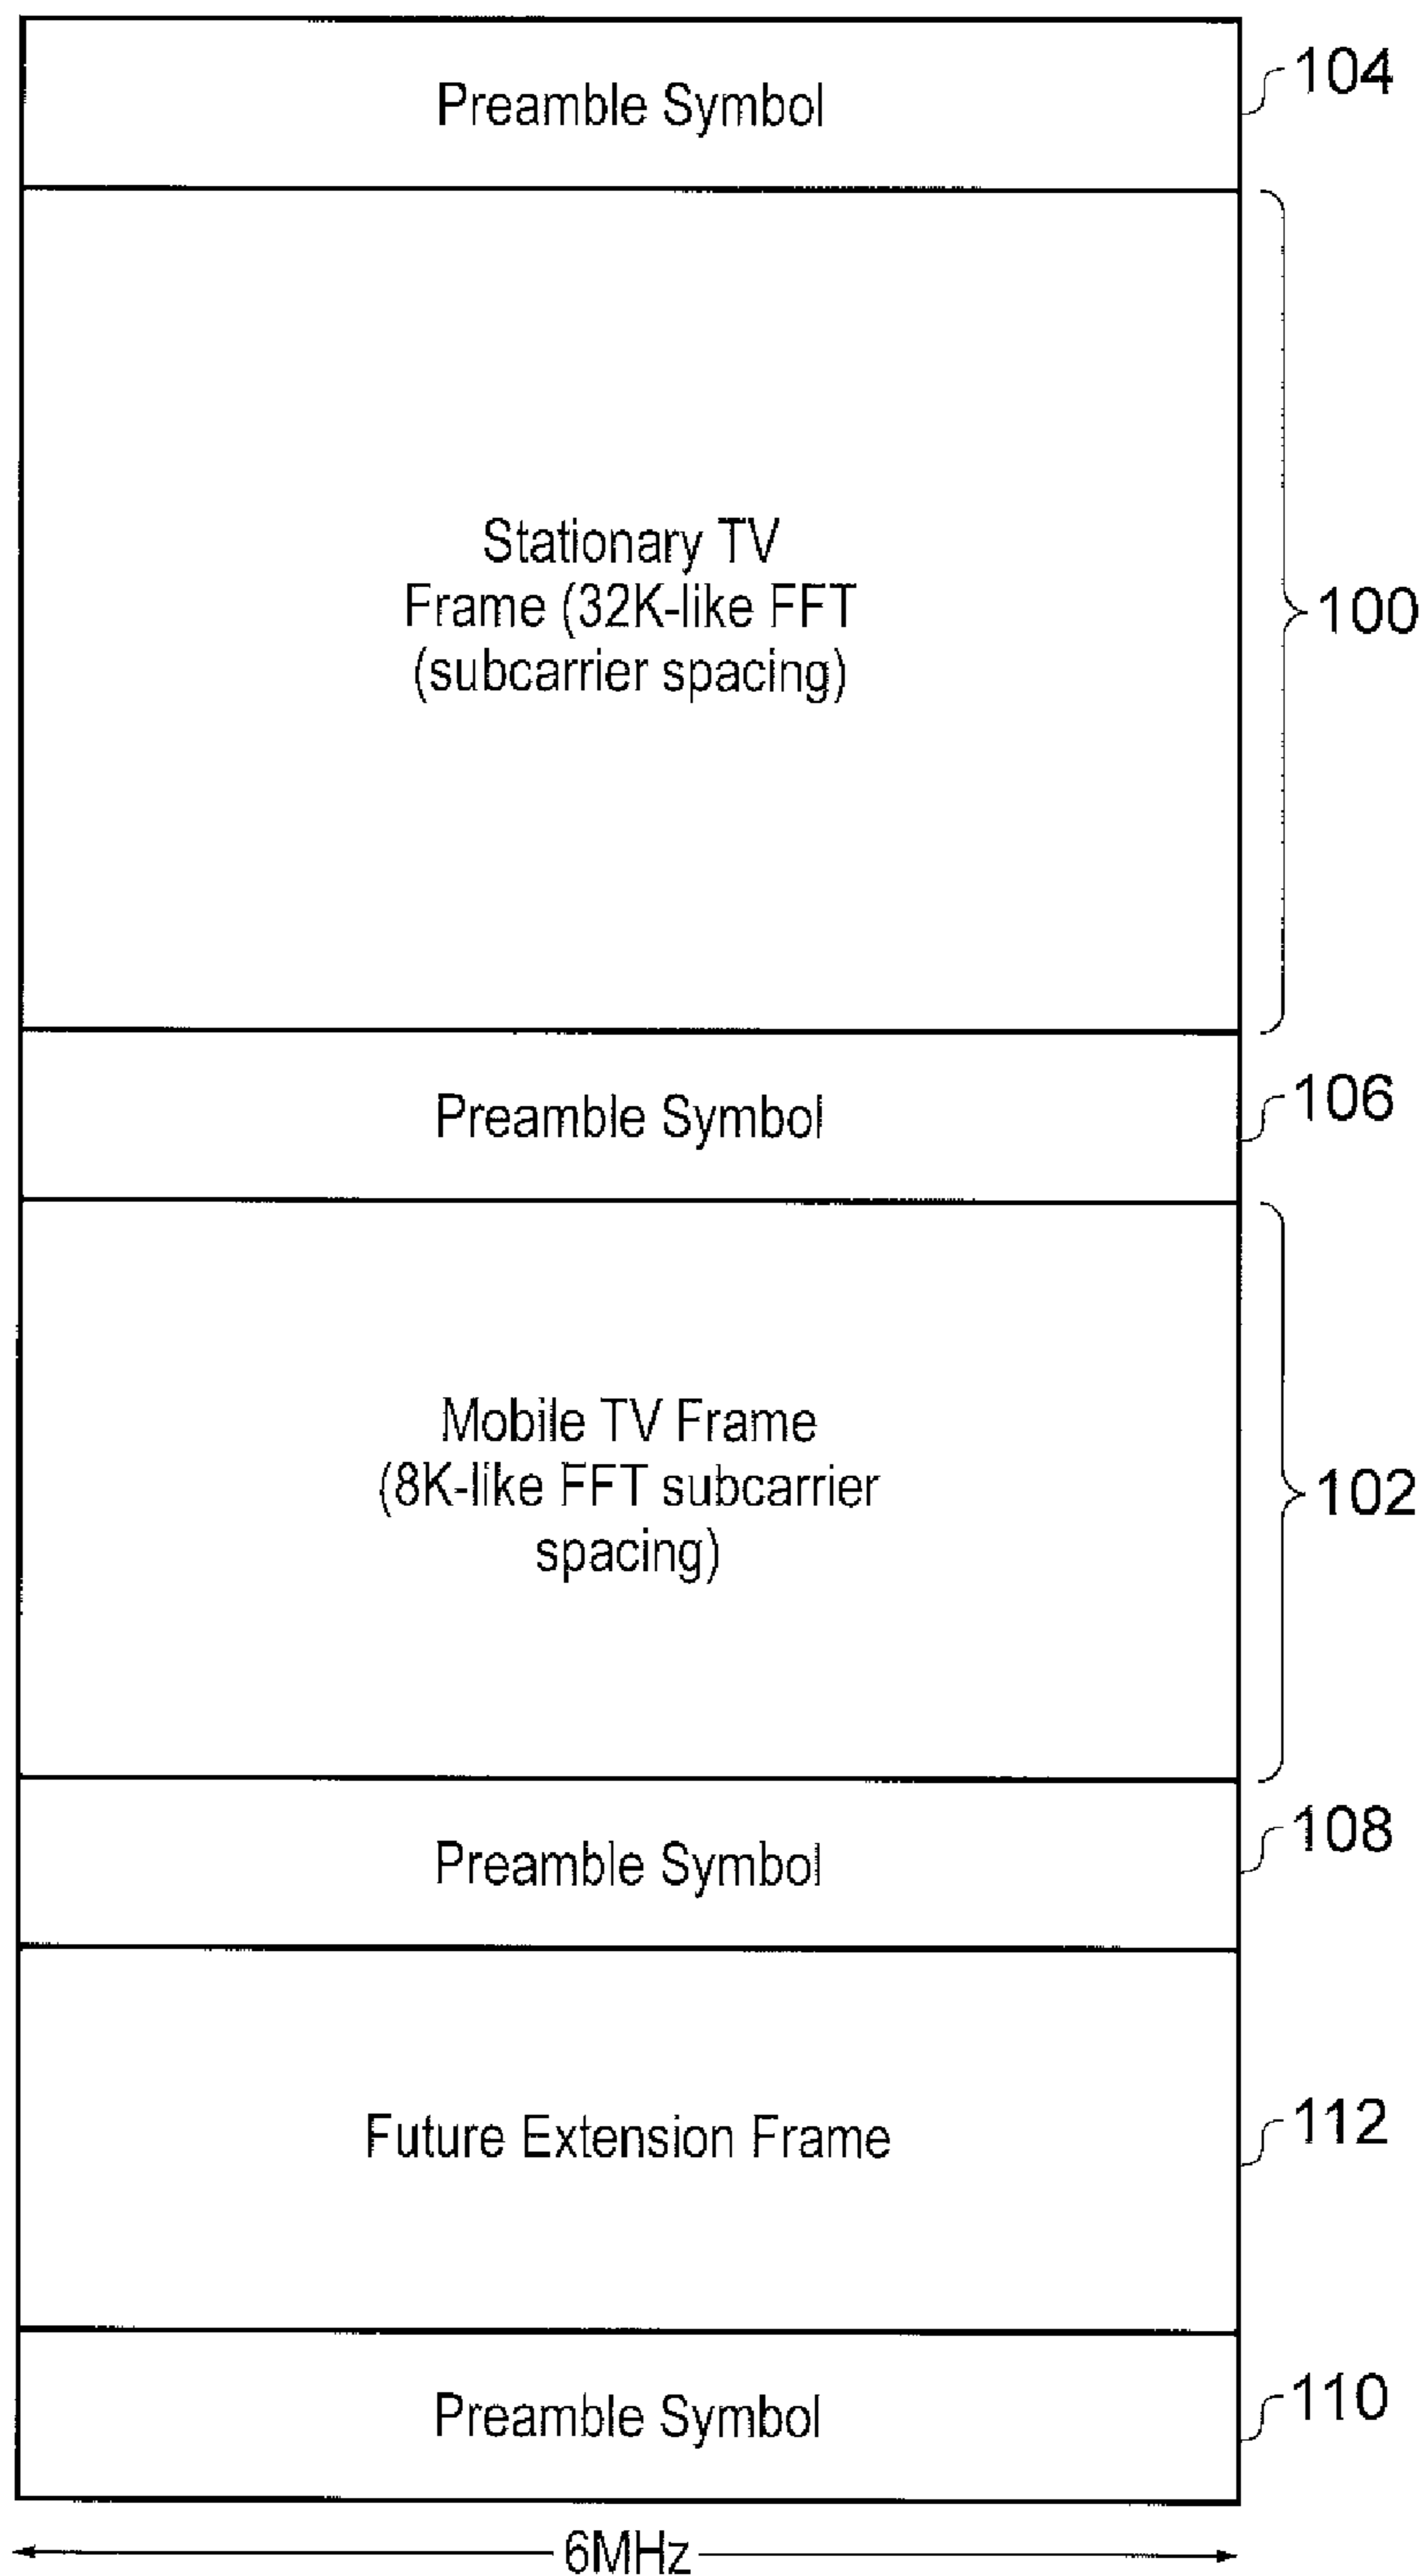 Preamble Symbol
104
Stationary TV
Frame (32K-like FFT
(subcarrier spacing)
100
Preamble Symbol
106
Mobile TV Frame
(8K-like FFT subcarrier
spacing)
102
Preamble Symbol
108
Future Extension Frame
112
Preamble Symbol
110
6MHz